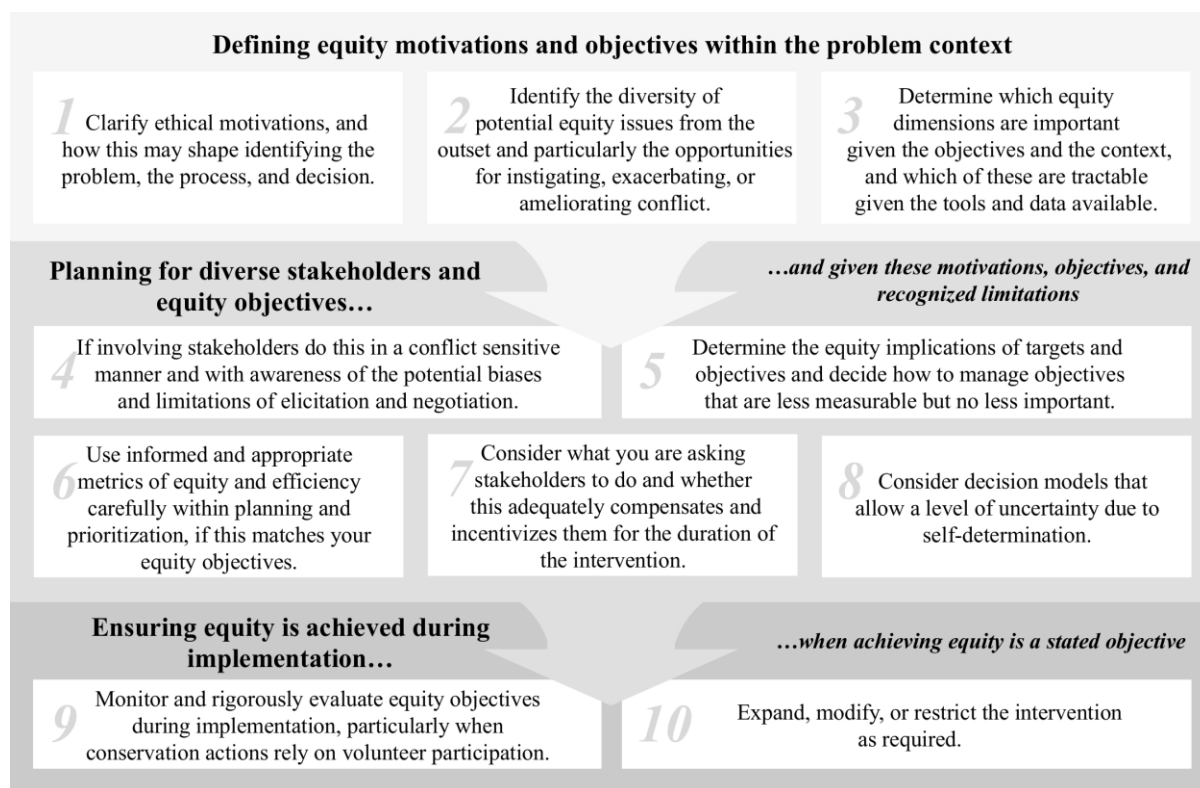 Defining equity motivations and objectives within the problem context
1
Clarify ethical motivations, and
how this may shape identifying the
problem, the process, and decision.
2
Identify the diversity of
potential equity issues from the
outset and particularly the opportunities
for instigating, exacerbating, or
ameliorating conflict.
3
Determine which equity
dimensions are important
given the objectives and the context,
and which of these are tractable
given the tools and data available.
Planning for diverse stakeholders and
equity objectives…
…and given these motivations, objectives, and
recognized limitations
4
If involving stakeholders do this in a conflict sensitive
manner and with awareness of the potential biases
and limitations of elicitation and negotiation.
5
Determine the equity implications of targets and
objectives and decide how to manage objectives
that are less measurable but no less important.
6
Use informed and appropriate
metrics of equity and efficiency
carefully within planning and
prioritization, if this matches your
equity objectives.
7
Consider what you are asking
stakeholders to do and whether
this adequately compensates and
incentivizes them for the duration of
the intervention.
8
Consider decision models that
allow a level of uncertainty due to
self-determination.
Ensuring equity is achieved during
implementation…
…when achieving equity is a stated objective
9
Monitor and rigorously evaluate equity objectives
during implementation, particularly when
conservation actions rely on volunteer participation.
10
Expand, modify, or restrict the intervention
as required.